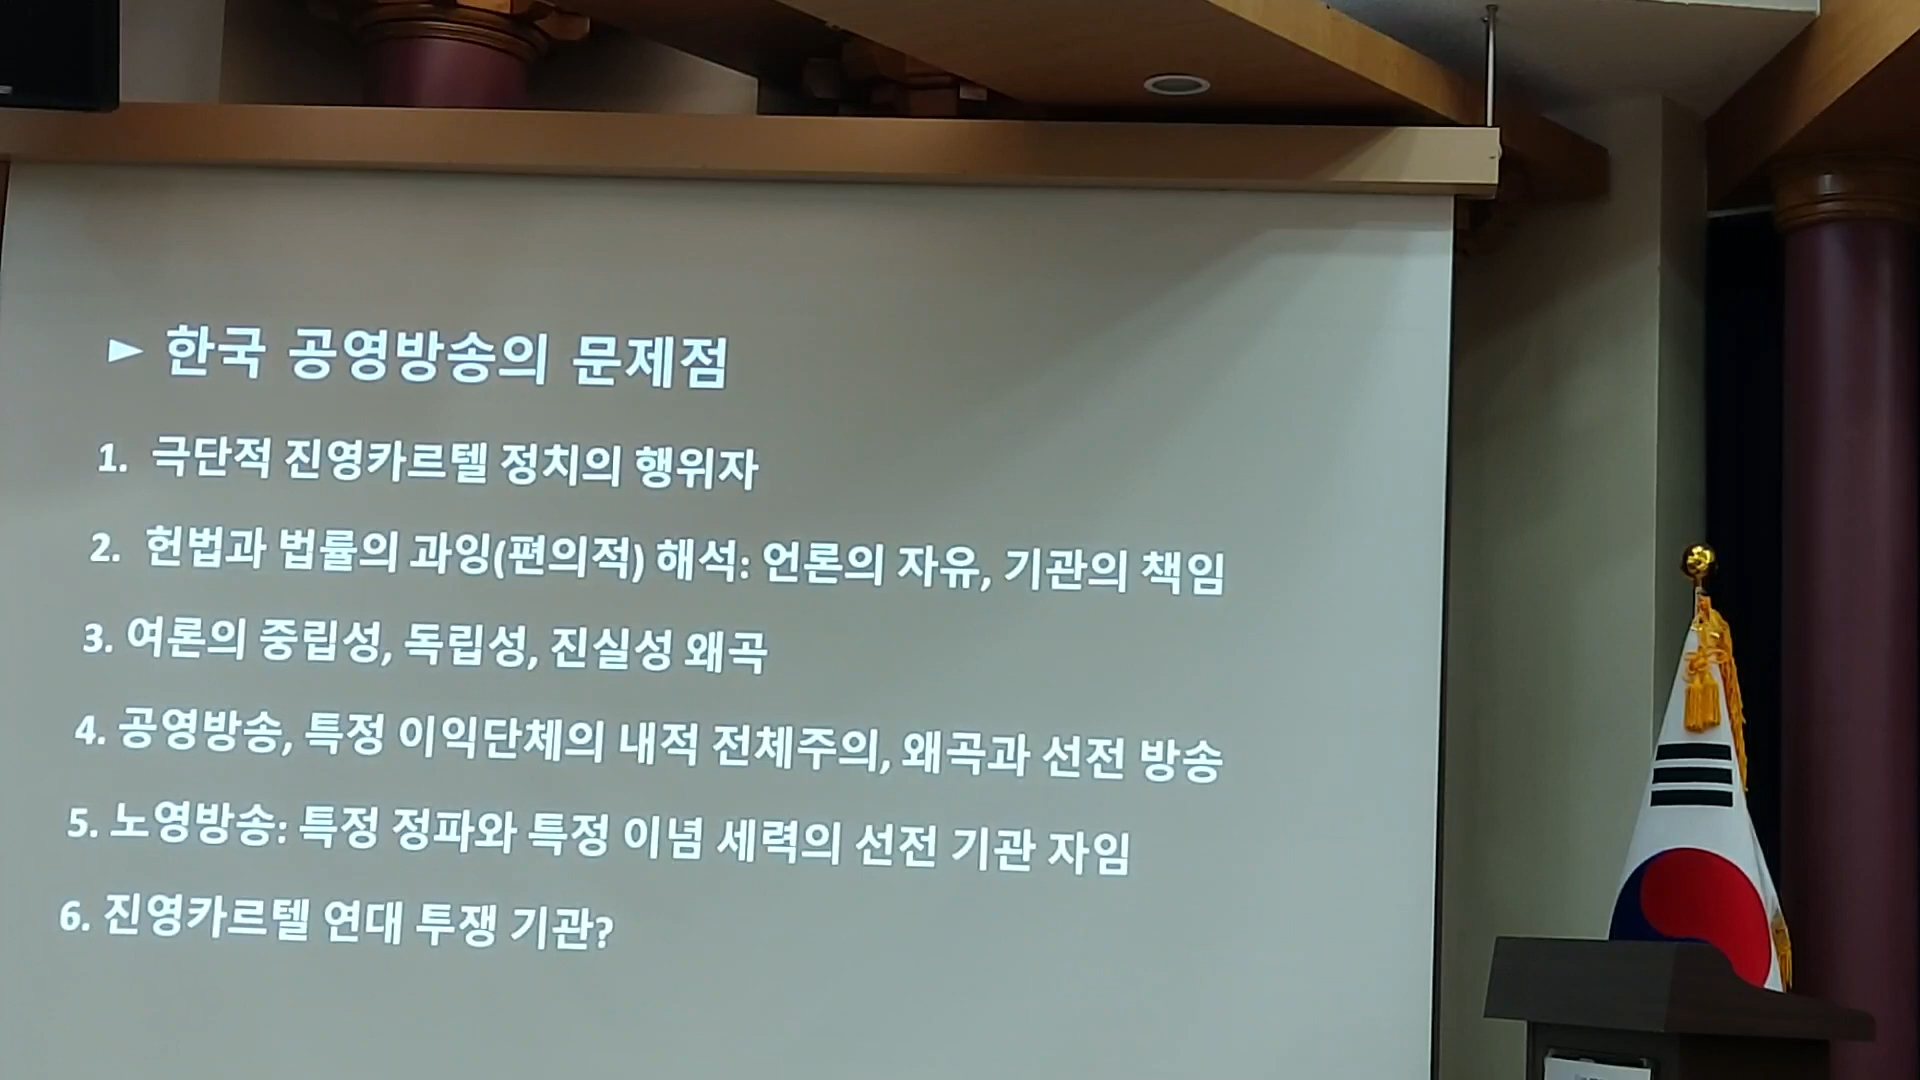 ► 한국 공영방송의 문제점
1. 극단적 진영카르텔 정치의 행위자
2. 헌법과 법률의 과잉(편의적) 해석: 언론의 자유, 기관의 책임
3. 여론의 중립성, 독립성, 진실성 왜곡
4. 공영방송, 특정 이익단체의 내적 전체주의, 왜곡과 선전 방송
5. 노영방송: 특정 정파와 특정 이념 세력의 선전 기관 자임
6. 진영카르텔 연대 투쟁 기관?